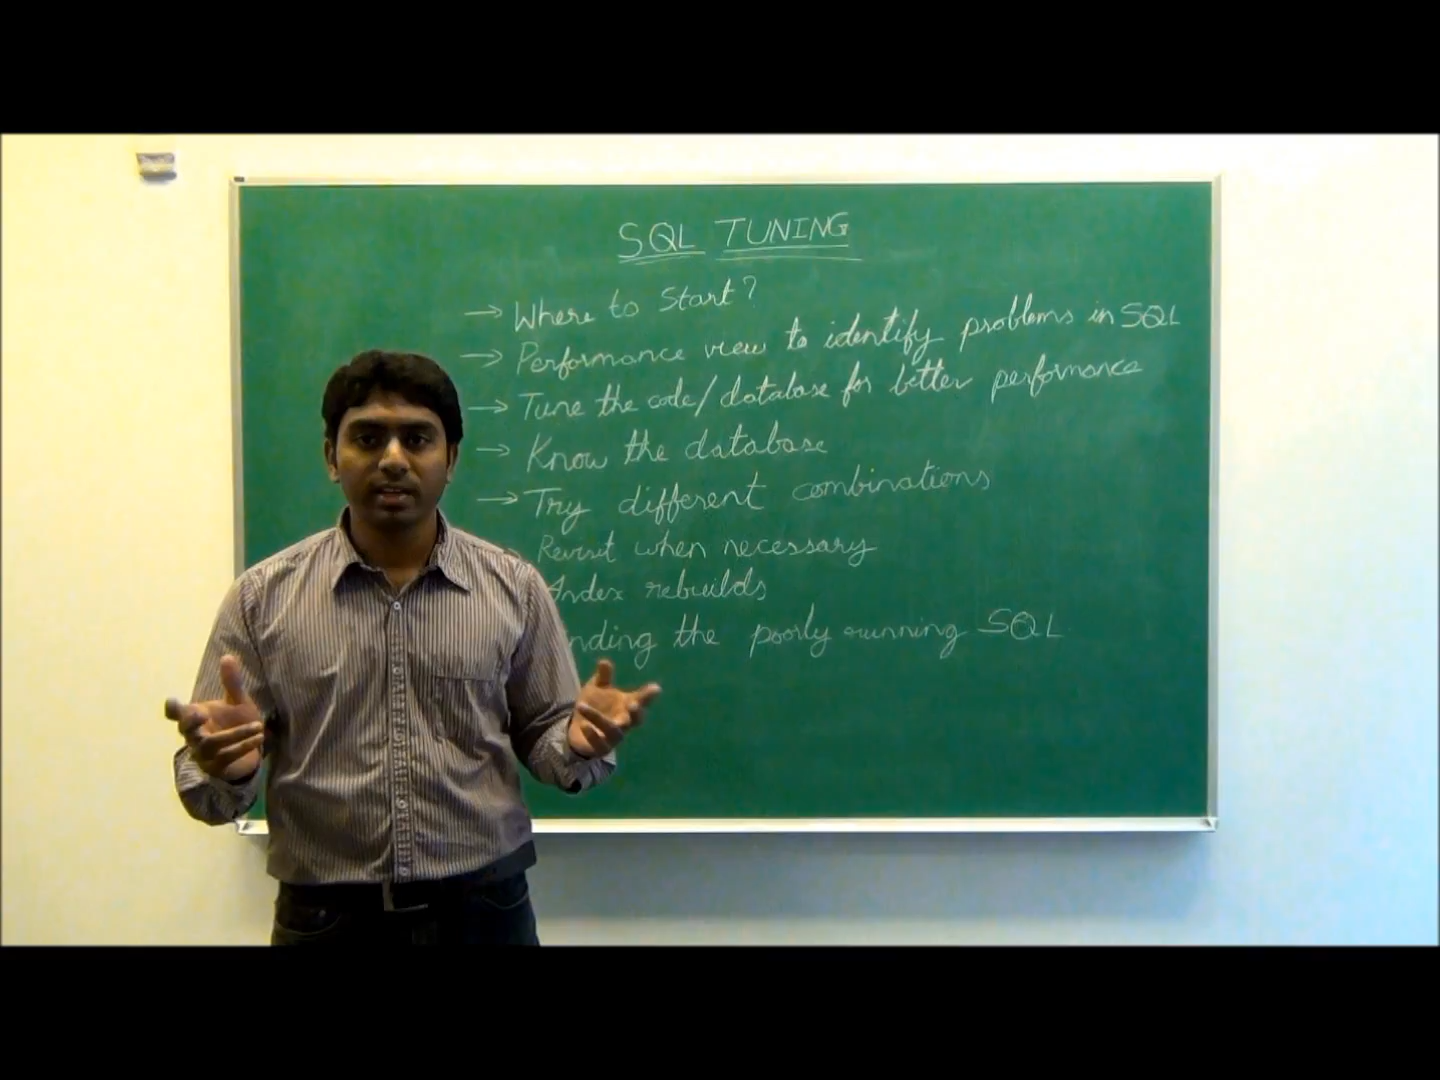 SQL TUNING
→ Where to Start?
→ Performance view to identify problems in SQL
→ Tune the code/database for better performance
→ Know the database
→ Try different combinations
Revisit when necessary
Index rebuilds
nding the poorly running SQL